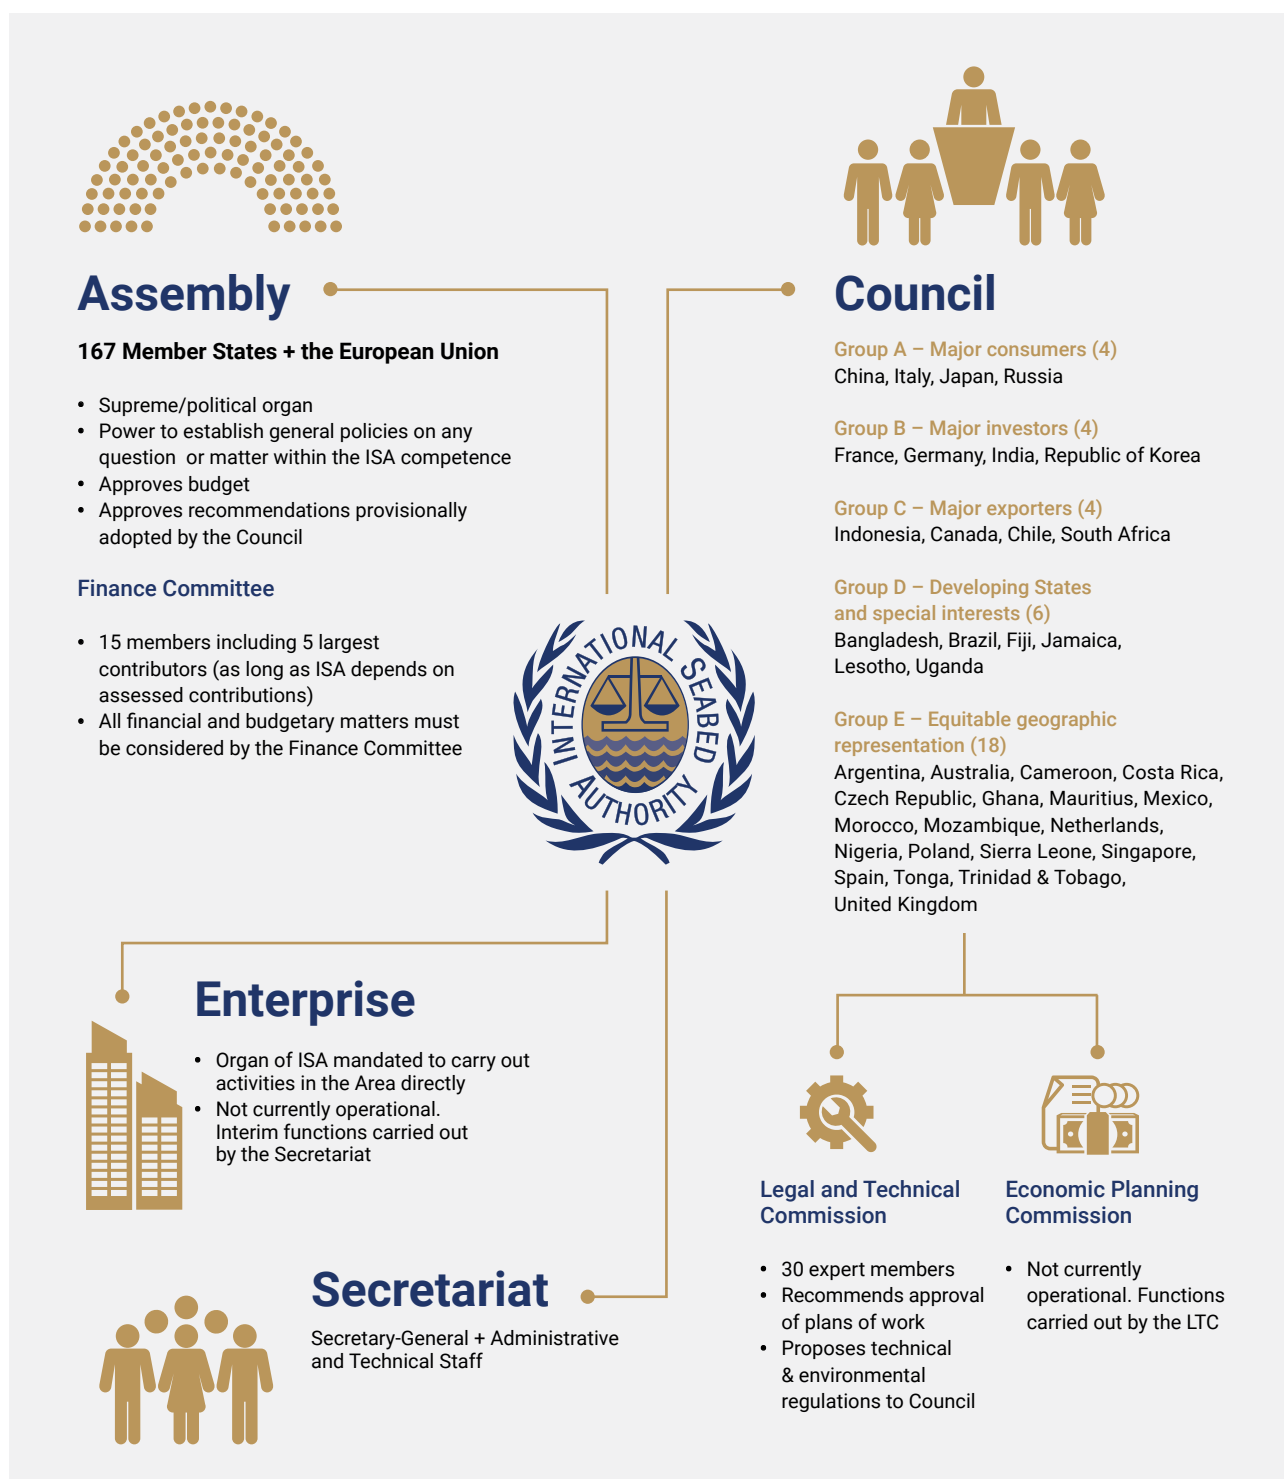 Assembly
167 Member States + the European Union
• Supreme/political organ
• Power to establish general policies on any
question or matter within the ISA competence
• Approves budget
• Approves recommendations provisionally
adopted by the Council
Finance Committee
• 15 members including 5 largest
contributors (as long as ISA depends on
assessed contributions)
• All financial and budgetary matters must
be considered by the Finance Committee
Council
Group A – Major consumers (4)
China, Italy, Japan, Russia
Group B – Major investors (4)
France, Germany, India, Republic of Korea
Group C – Major exporters (4)
Indonesia, Canada, Chile, South Africa
Group D – Developing States
and special interests (6)
Bangladesh, Brazil, Fiji, Jamaica,
Lesotho, Uganda
Group E – Equitable geographic
representation (18)
Argentina, Australia, Cameroon, Costa Rica,
Czech Republic, Ghana, Mauritius, Mexico,
Morocco, Mozambique, Netherlands,
Nigeria, Poland, Sierra Leone, Singapore,
Spain, Tonga, Trinidad & Tobago,
United Kingdom
INTERNATIONAL SEABED
AUTHORITY
Enterprise
• Organ of ISA mandated to carry out
activities in the Area directly
• Not currently operational.
Interim functions carried out
by the Secretariat
Secretariat
Secretary-General + Administrative
and Technical Staff
Legal and Technical
Commission
• 30 expert members
• Recommends approval
of plans of work
• Proposes technical
& environmental
regulations to Council
Economic Planning
Commission
• Not currently
operational. Functions
carried out by the LTC